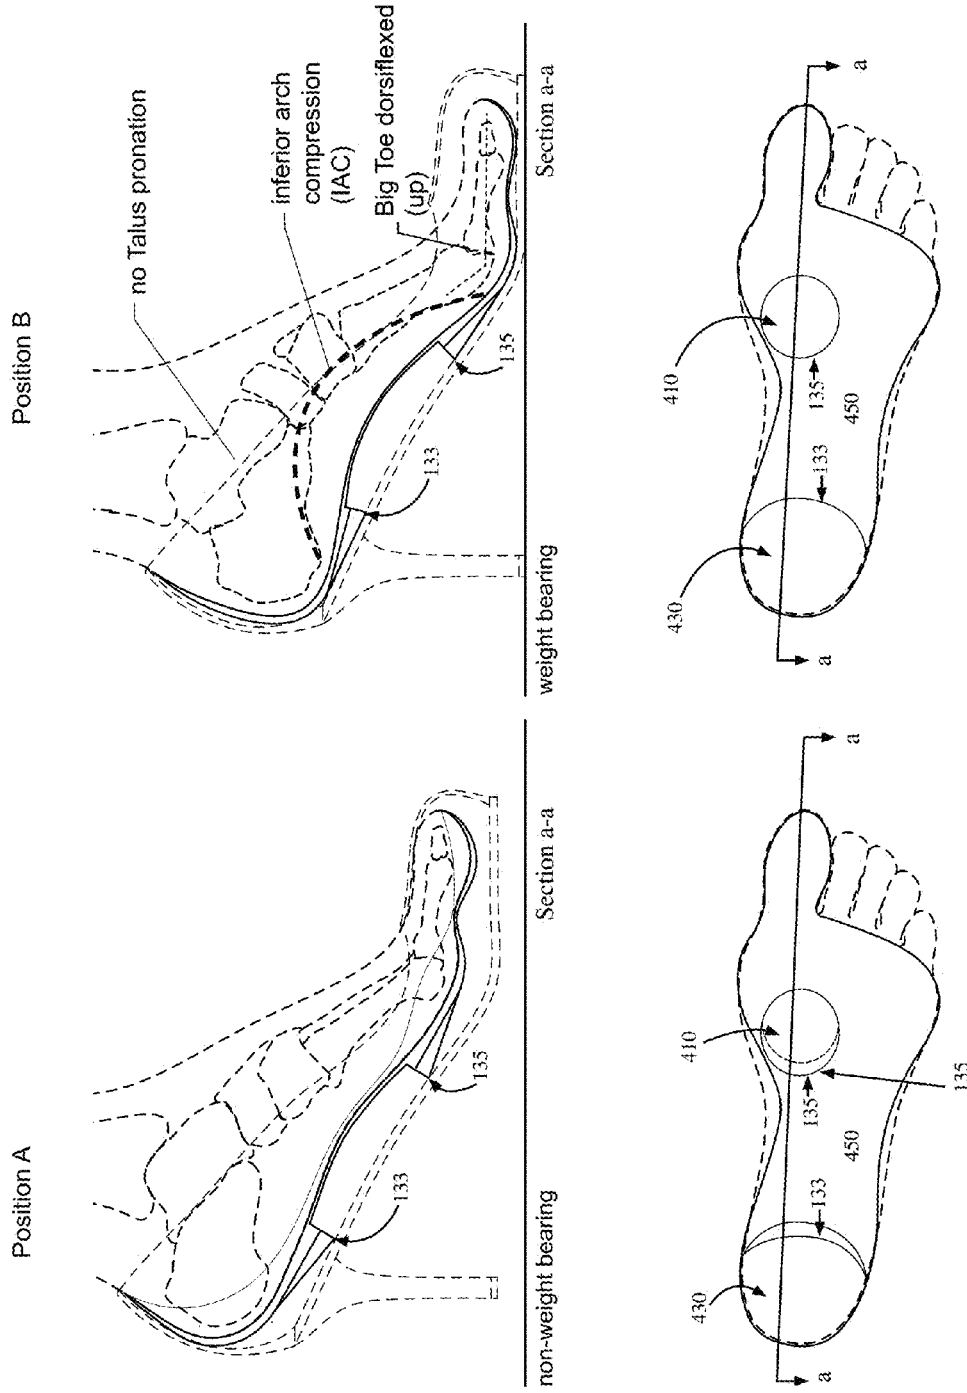 Position A
133
135
non-weight bearing
Section a-a
a
430
133
450
135
135
410
a
Position B
no Talus pronation
inferior arch
compression
(IAC)
Big Toe dorsiflexed
(up)
133
135
weight bearing
Section a-a
a
430
133
450
135
410
a